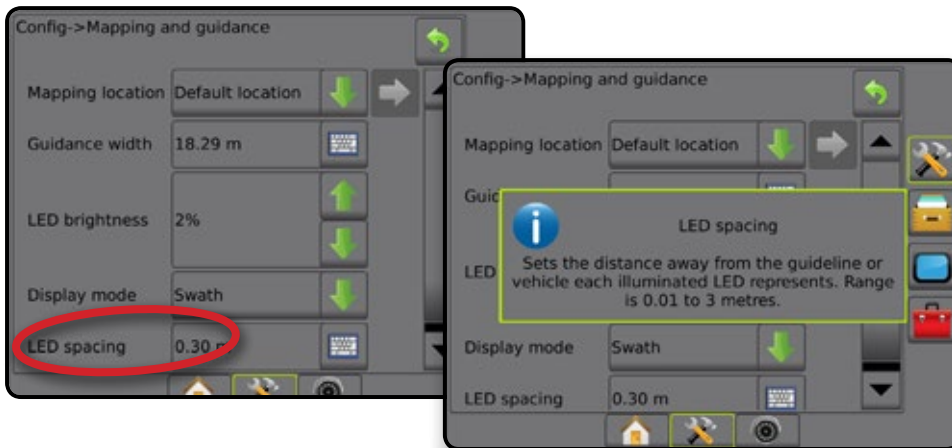 Config->Mapping and guidance
Mapping location Default location
Guidance width 18.29 m
LED brightness 2%
Display mode Swath
LED spacing 0.30 m
Config->Mapping and guidance
Mapping location Default location
Guid
LED spacing
LED
Sets the distance away from the guideline or
vehicle each illuminated LED represents. Range
is 0.01 to 3 metres.
Display mode Swath
LED spacing 0.30 m